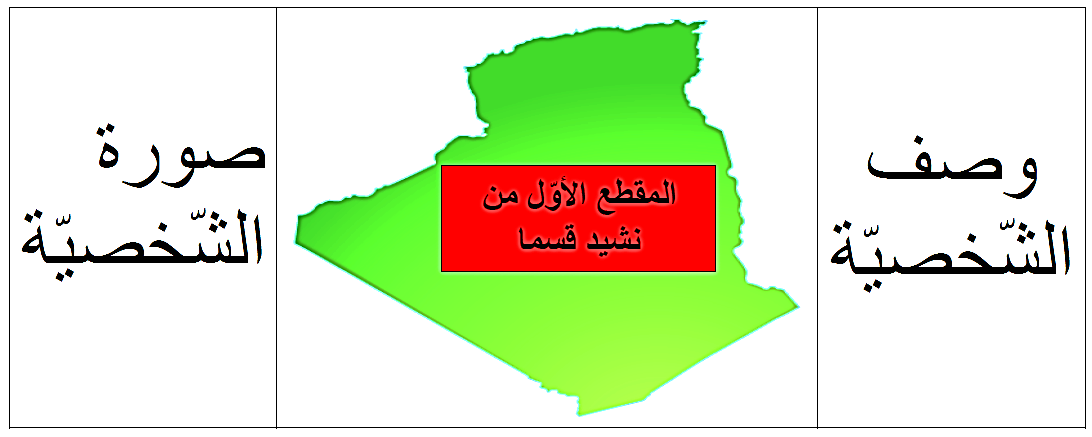 وصف
الشّخصيّة
المقطع الأوّل من
نشيد قسما
صورة
الشّخصيّة